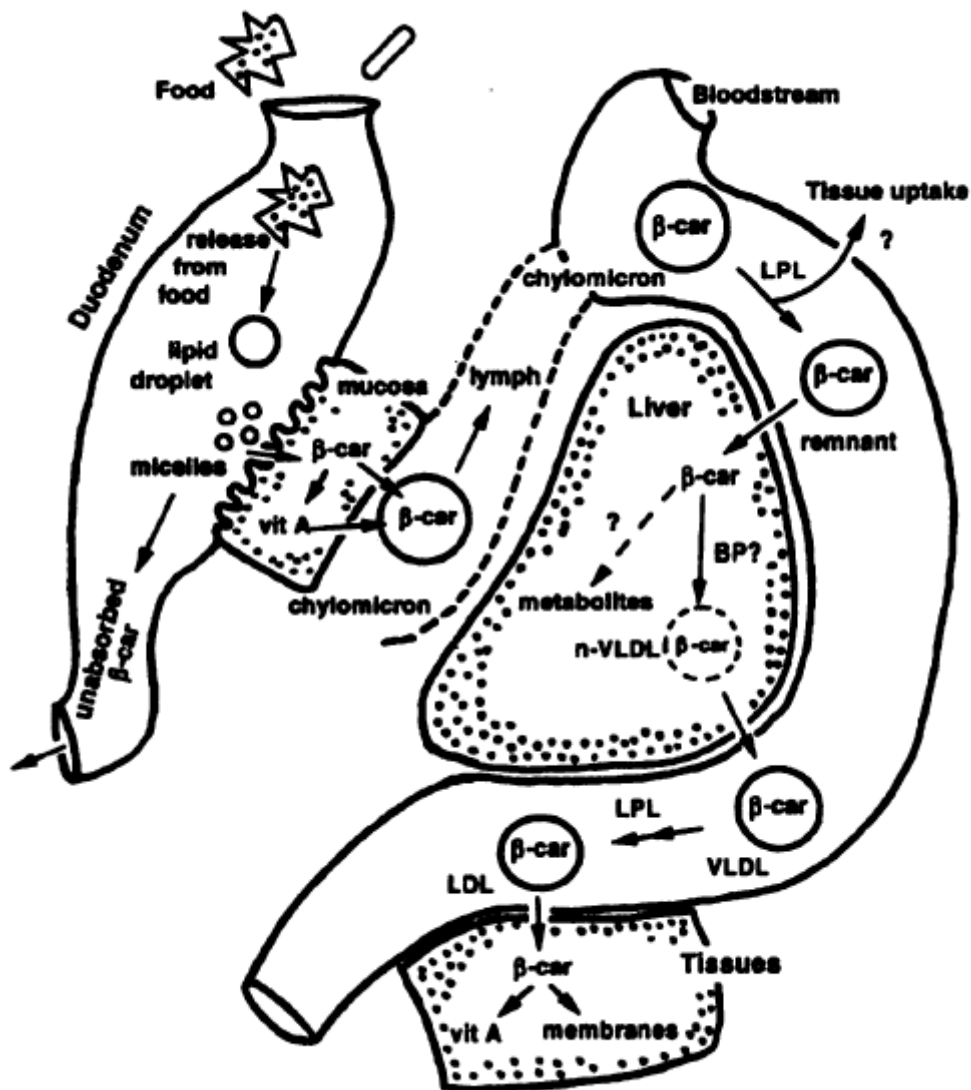 Food
Duodenum
release
from
food
lipid
droplet
micelles
mucosa
β-car
vit A
β-car
chylomicron
lymph
unabsorbed
β-car
Bloodstream
β-car
chylomicron
LPL
Tissue uptake
?
β-car
remnant
Liver
β-car
?
metabolites
BP?
n-VLDL
β-car
β-car
VLDL
LPL
β-car
LDL
Tissues
β-car
vit A
membranes